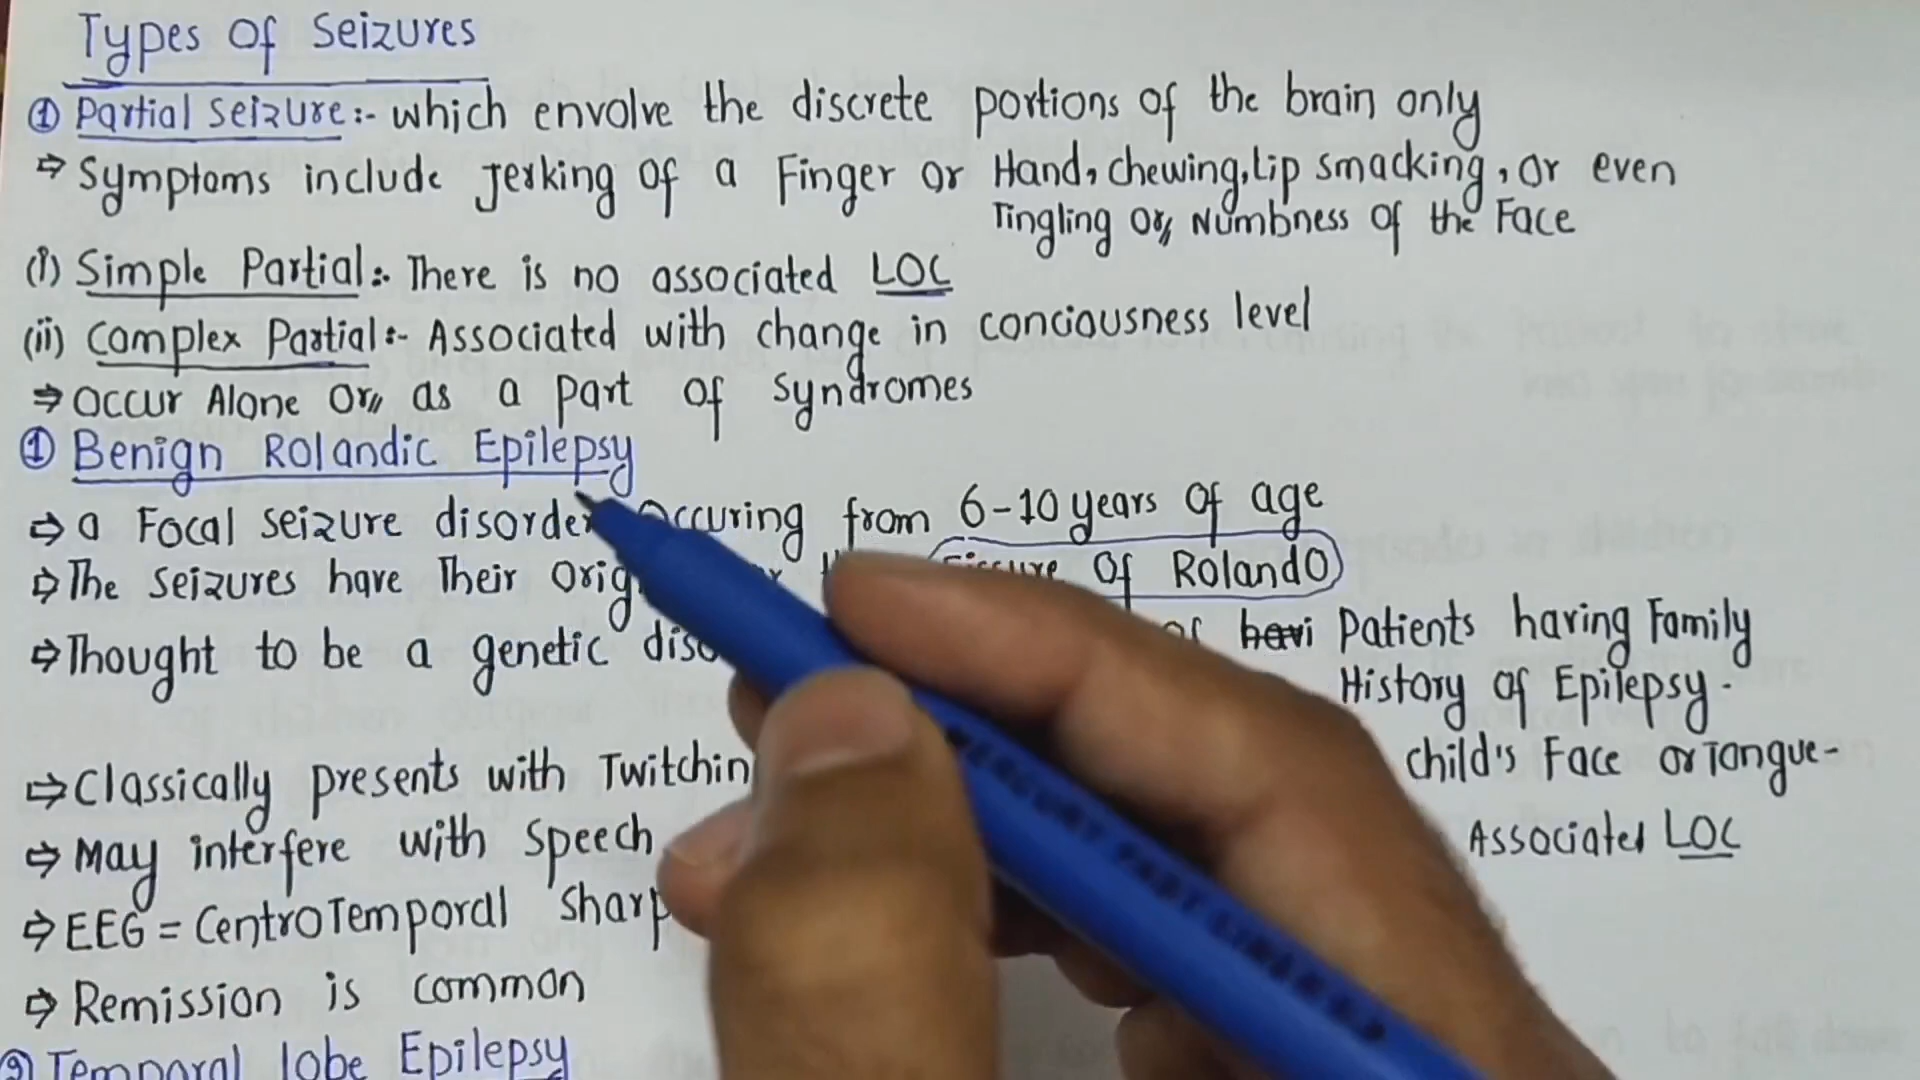 Types of Seizures
① Partial Seizure:- which envolve the discrete portions of the brain only
⇒ Symptoms include Jerking of a Finger or Hand, chewing, Lip smacking, or even
Tingling or Numbness of the Face
(i) Simple Partial:- There is no associated LOC
(ii) Complex Partial:- Associated with change in conciousness level
⇒ occur Alone or as a part of Syndromes
① Benign Rolandic Epilepsy
⇒ a Focal seizure disorder occuring from 6-10 years of age
⇒ The seizures have Their of Rolando
⇒ Thought to be a genetic Patients having Family
History of Epilepsy.
⇒ Classically presents with child's Face or Tongue-
⇒ May interfere with Speech Associated LOC
⇒ EEG = CentroTemporal Sharp
⇒ Remission is common
Temporal lobe Epilepsy